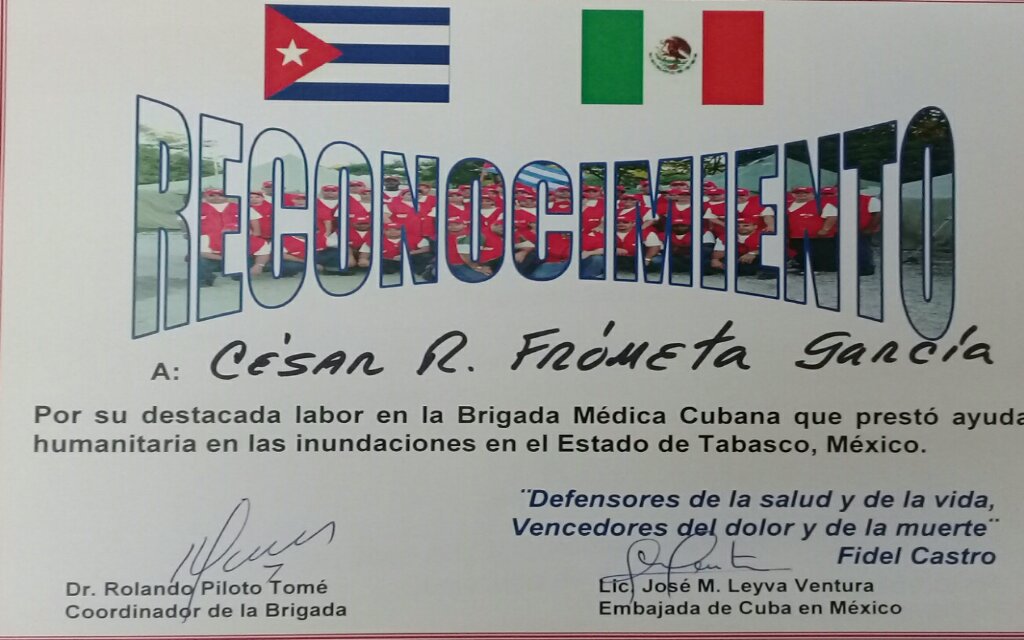 RECONOCIMIENTO
A: CÉSAR R. FRÓMETA GARCÍA
Por su destacada labor en la Brigada Médica Cubana que prestó ayuda
humanitaria en las inundaciones en el Estado de Tabasco, México.
¨Defensores de la salud y de la vida,
Vencedores del dolor y de la muerte¨
Fidel Castro
Dr. Rolando Piloto Tomé
Coordinador de la Brigada
Lic. José M. Leyva Ventura
Embajada de Cuba en México